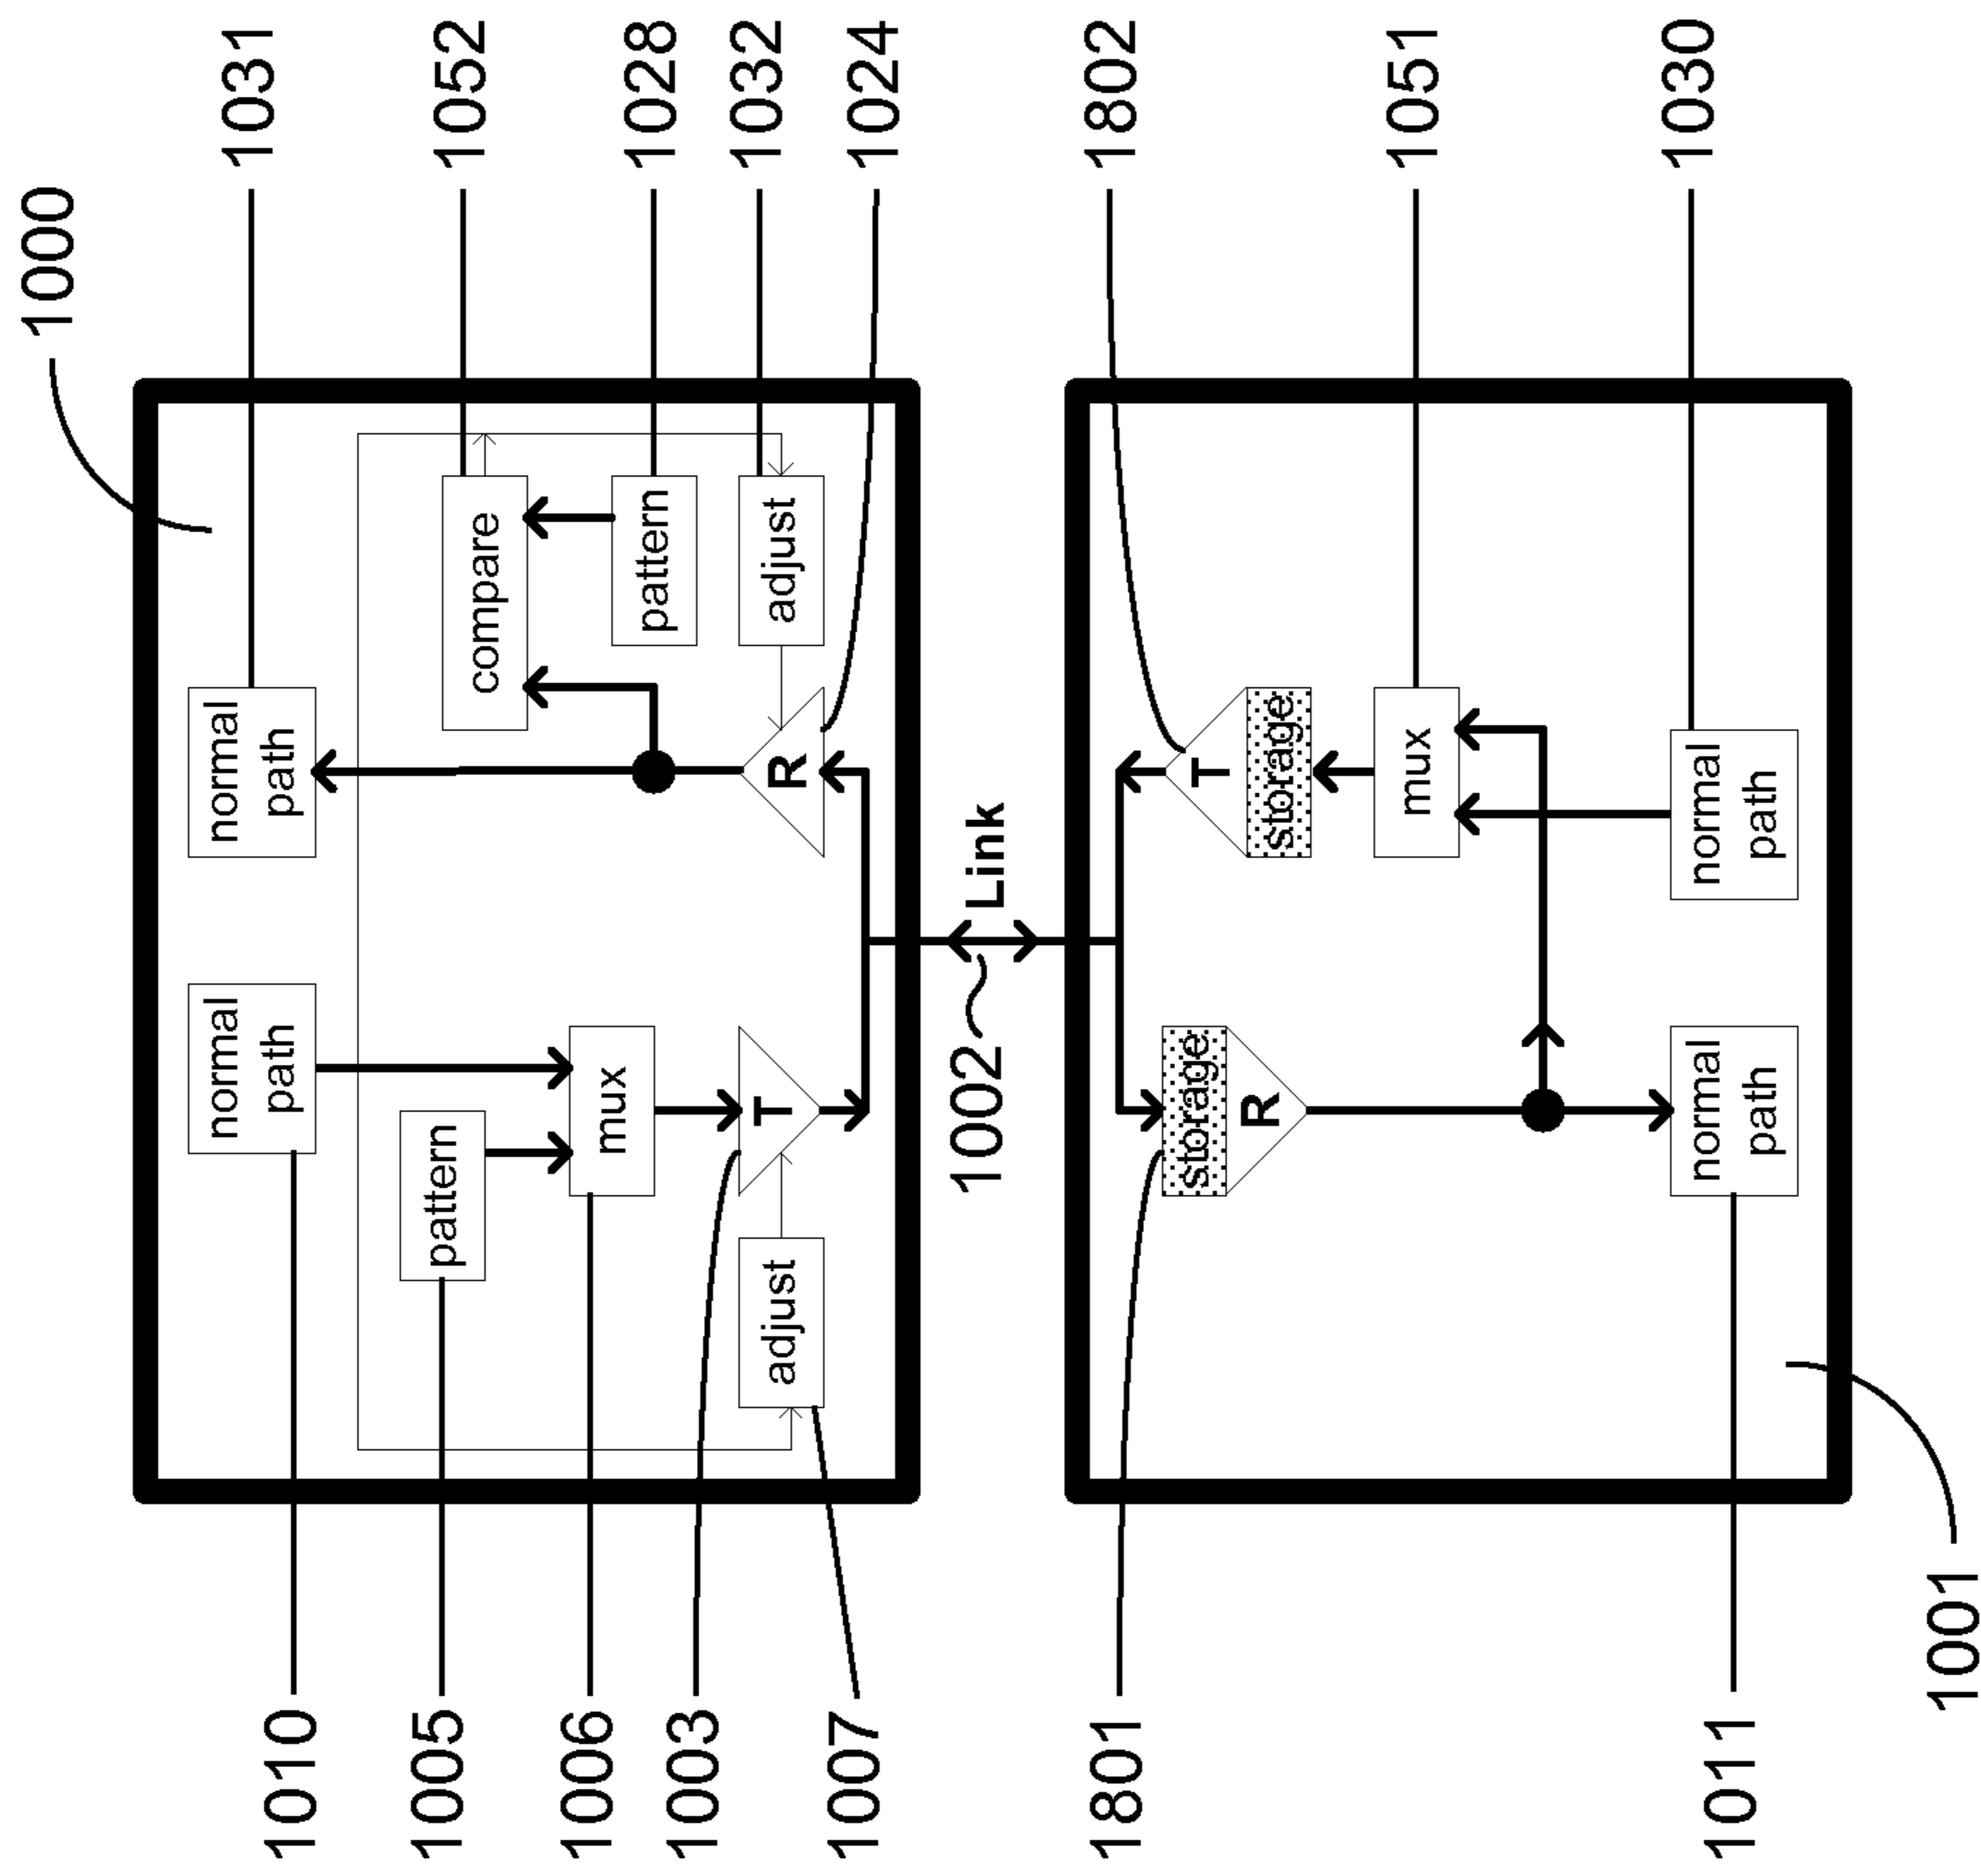 1000
1031
1052
1028
1032
1024
1802
1051
1030
normal
path
compare
pattern
adjust
R
normal
path
pattern
mux
T
adjust
Link
1002
T
storage
mux
normal
path
storage
R
normal
path
1010
1005
1006
1003
1007
1801
1011
1001